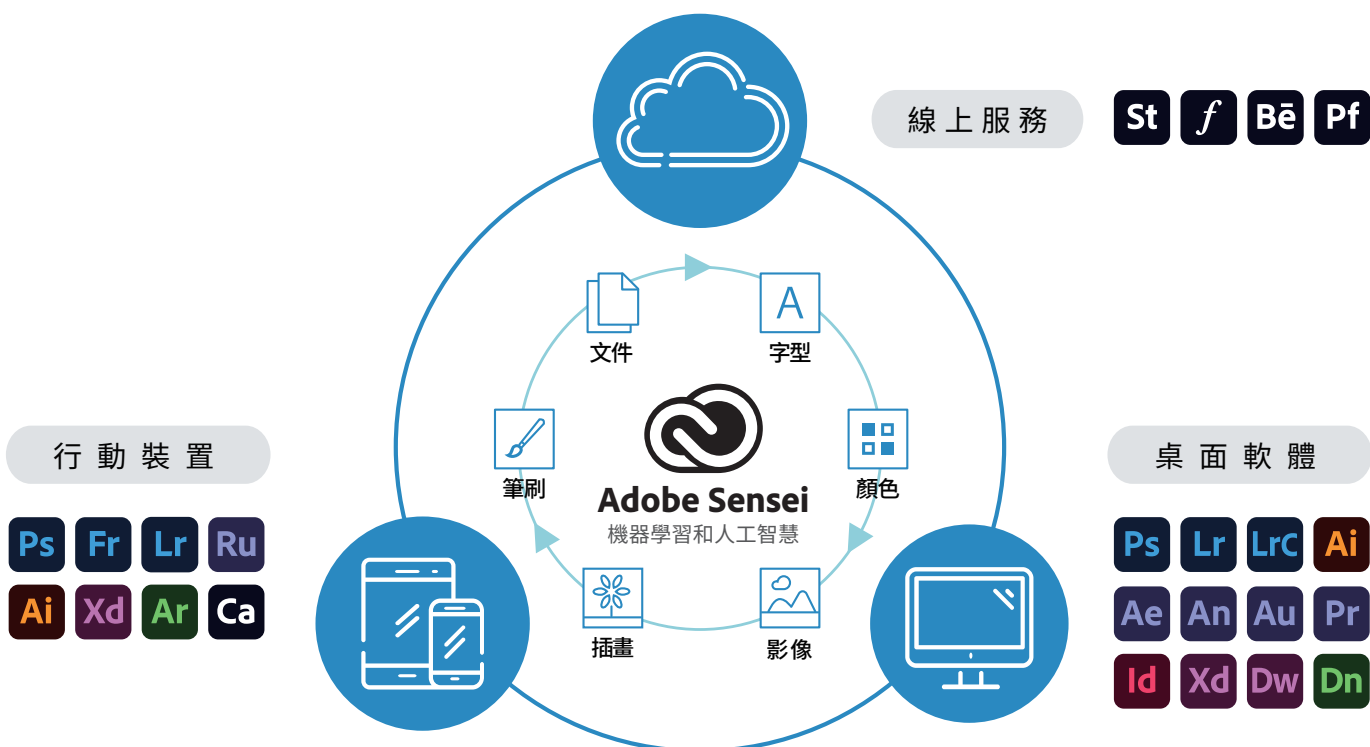 線上服務
St f Bē Pf
A
文件
字型
筆刷
顏色
Adobe Sensei
機器學習和人工智慧
插畫
影像
行動裝置
Ps Fr Lr Ru
Ai Xd Ar Ca
桌面軟體
Ps Lr LrC Ai
Ae An Au Pr
Id Xd Dw Dn